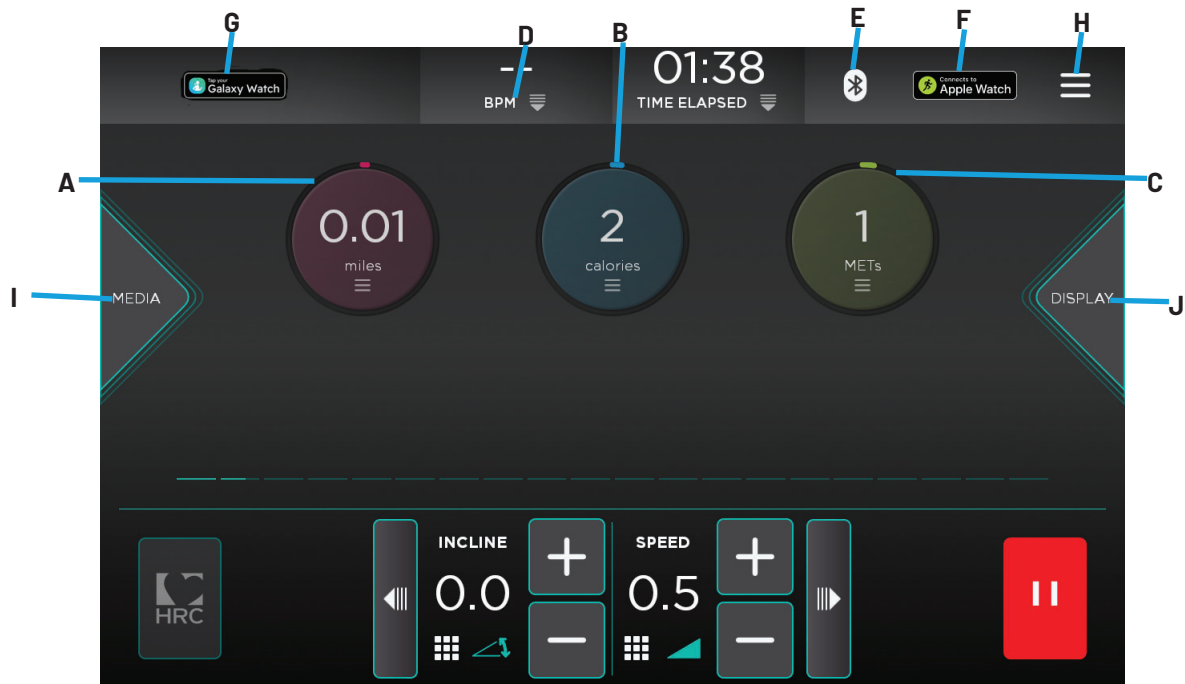 G
D
B
E
F
H
Tap your
Galaxy Watch
--
BPM
01:38
TIME ELAPSED
Connects to
Apple Watch
A
C
0.01
miles
2
calories
1
METs
I
MEDIA
DISPLAY
J
HRC
INCLINE
0.0
SPEED
0.5